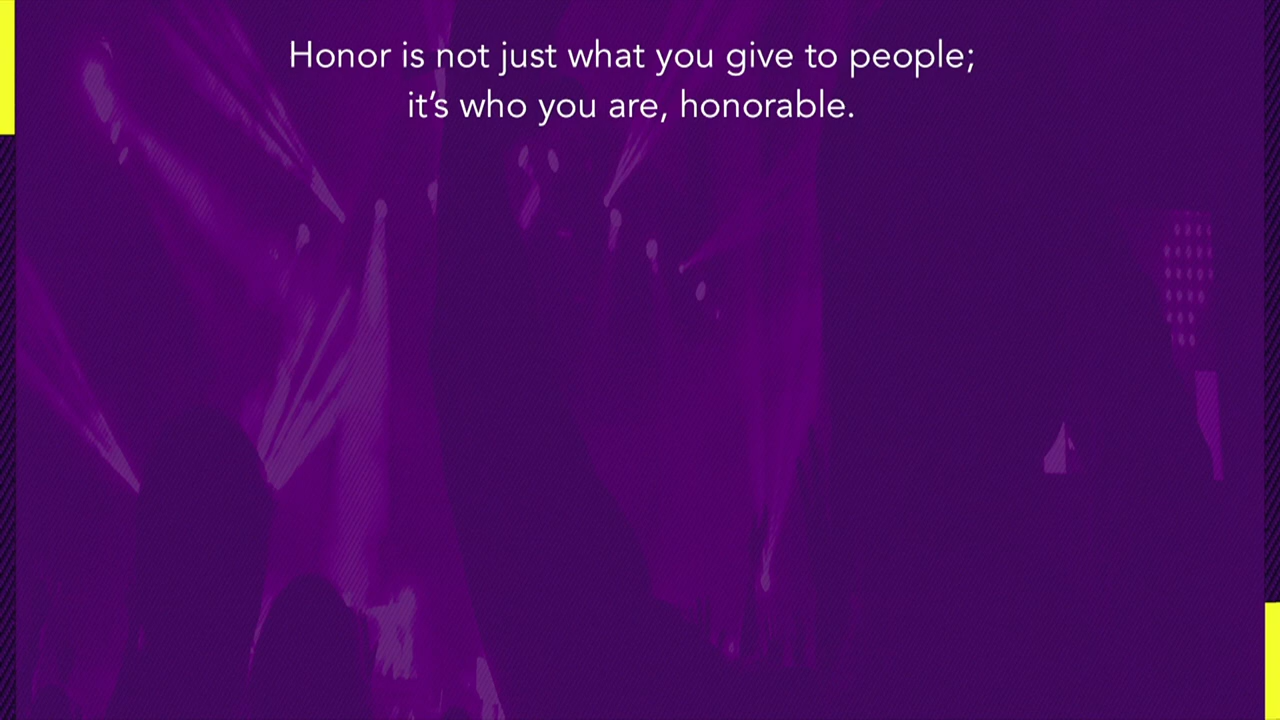 Honor is not just what you give to people;
it’s who you are, honorable.